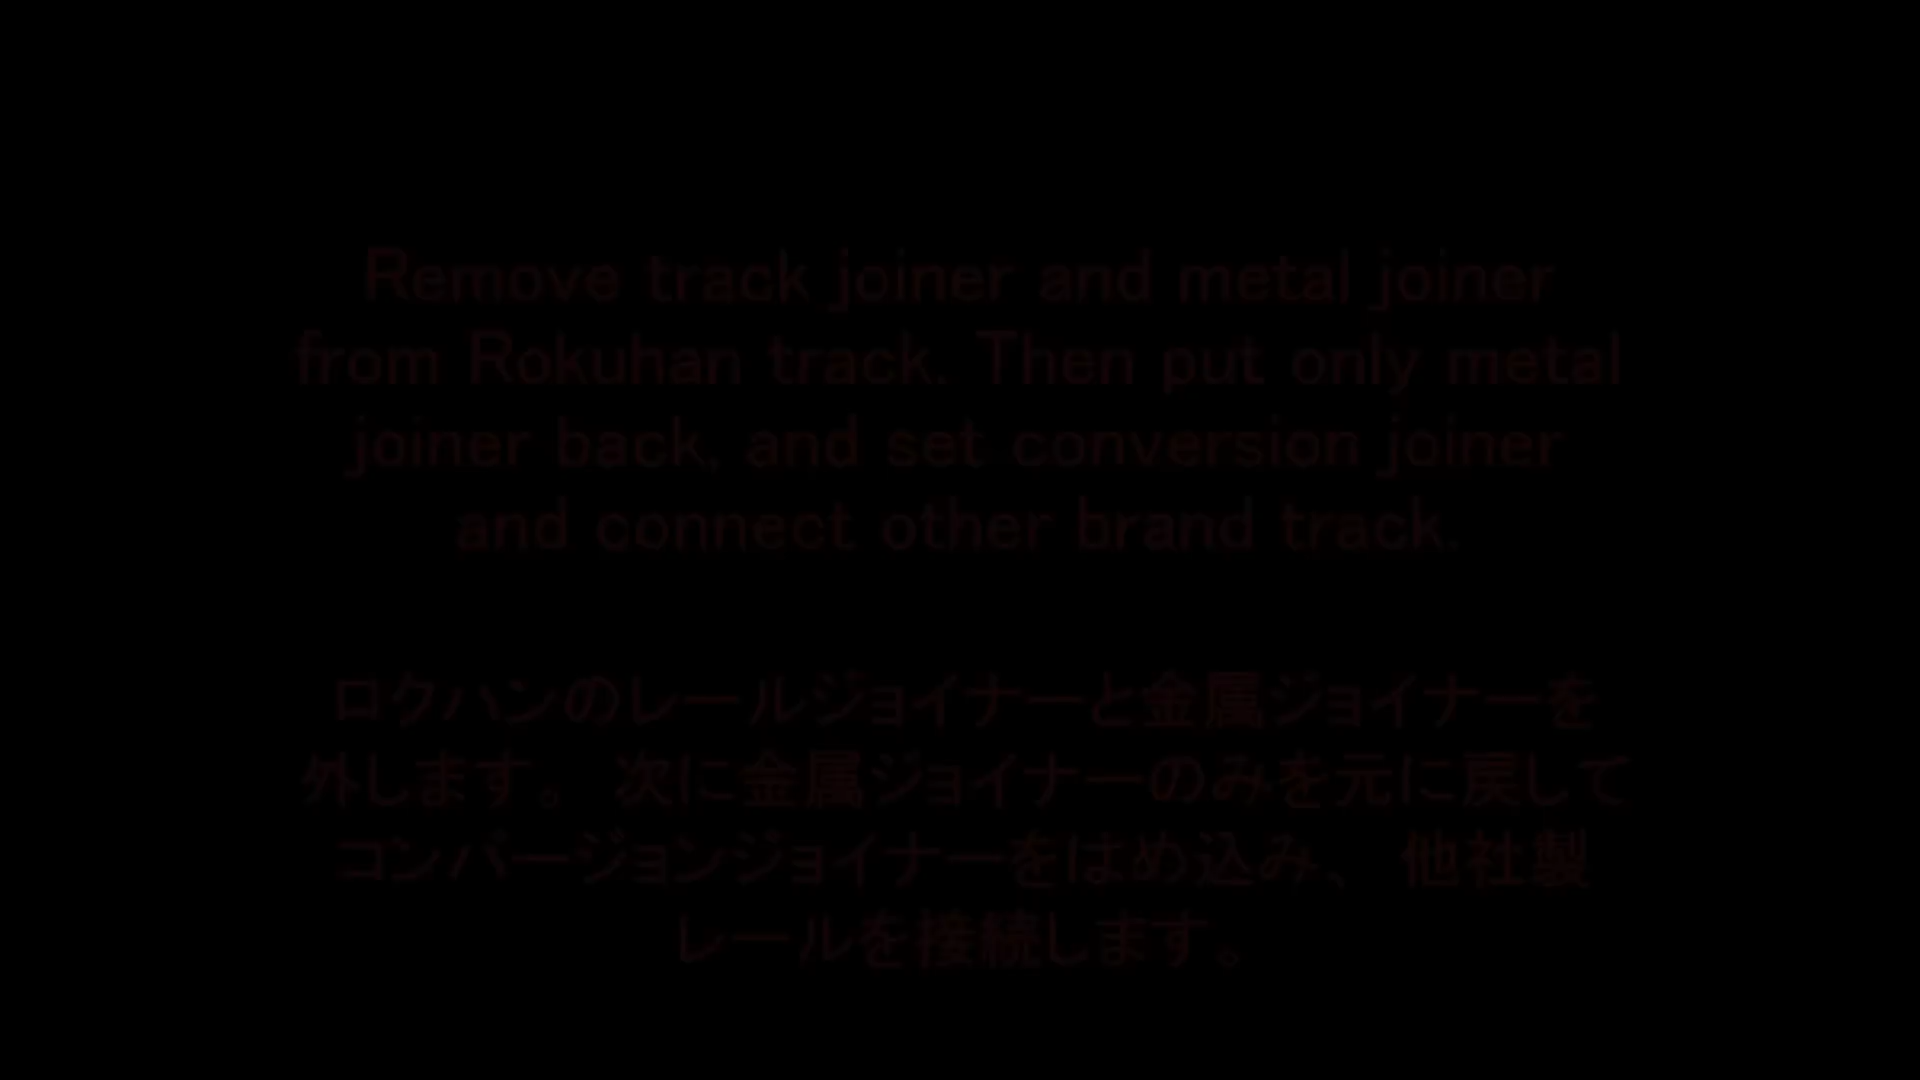 Remove track joiner and metal joiner
from Rokuhan track. Then put only metal
joiner back, and set conversion joiner
and connect other brand track.
ロクハンのレールジョイナーと金属ジョイナーを
外します。 次に金属ジョイナーのみを元に戻して
コンバージョンジョイナーをはめ込み、 他社製
レールを接続します。